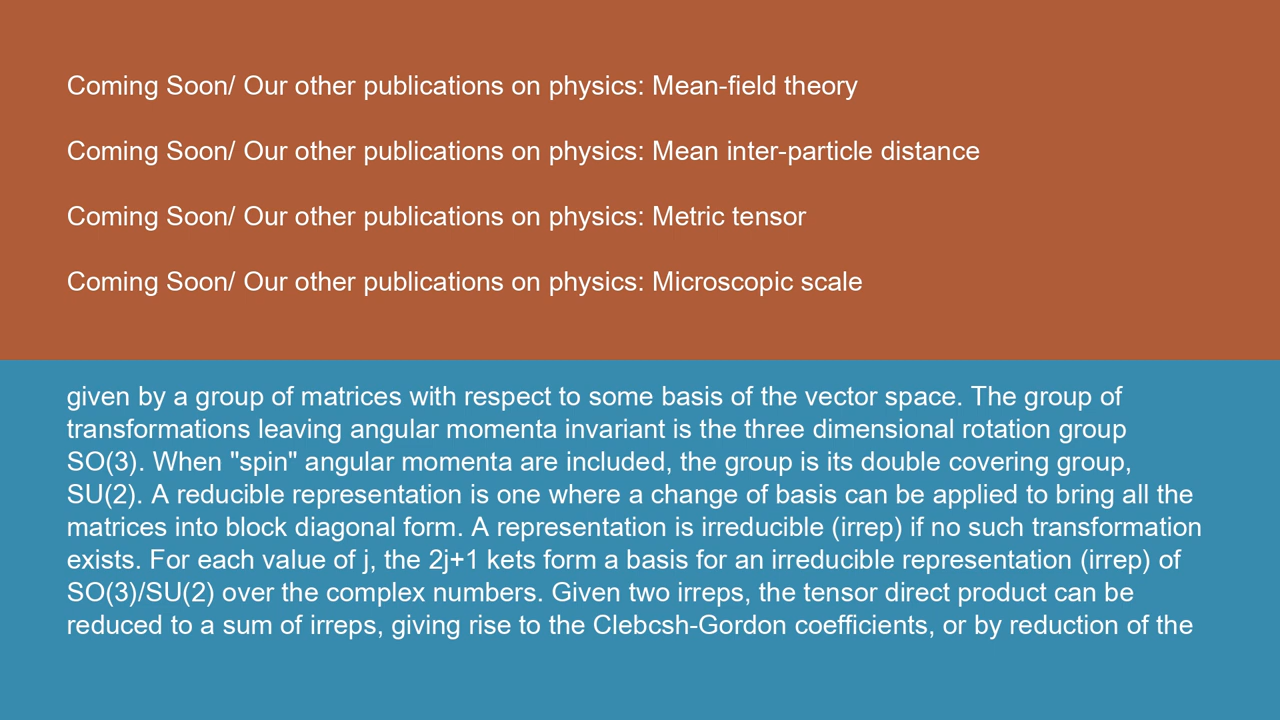 Coming Soon/ Our other publications on physics: Mean-field theory
Coming Soon/ Our other publications on physics: Mean inter-particle distance
Coming Soon/ Our other publications on physics: Metric tensor
Coming Soon/ Our other publications on physics: Microscopic scale
given by a group of matrices with respect to some basis of the vector space. The group of
transformations leaving angular momenta invariant is the three dimensional rotation group
SO(3). When "spin" angular momenta are included, the group is its double covering group,
SU(2). A reducible representation is one where a change of basis can be applied to bring all the
matrices into block diagonal form. A representation is irreducible (irrep) if no such transformation
exists. For each value of j, the 2j+1 kets form a basis for an irreducible representation (irrep) of
SO(3)/SU(2) over the complex numbers. Given two irreps, the tensor direct product can be
reduced to a sum of irreps, giving rise to the Clebcsh-Gordon coefficients, or by reduction of the